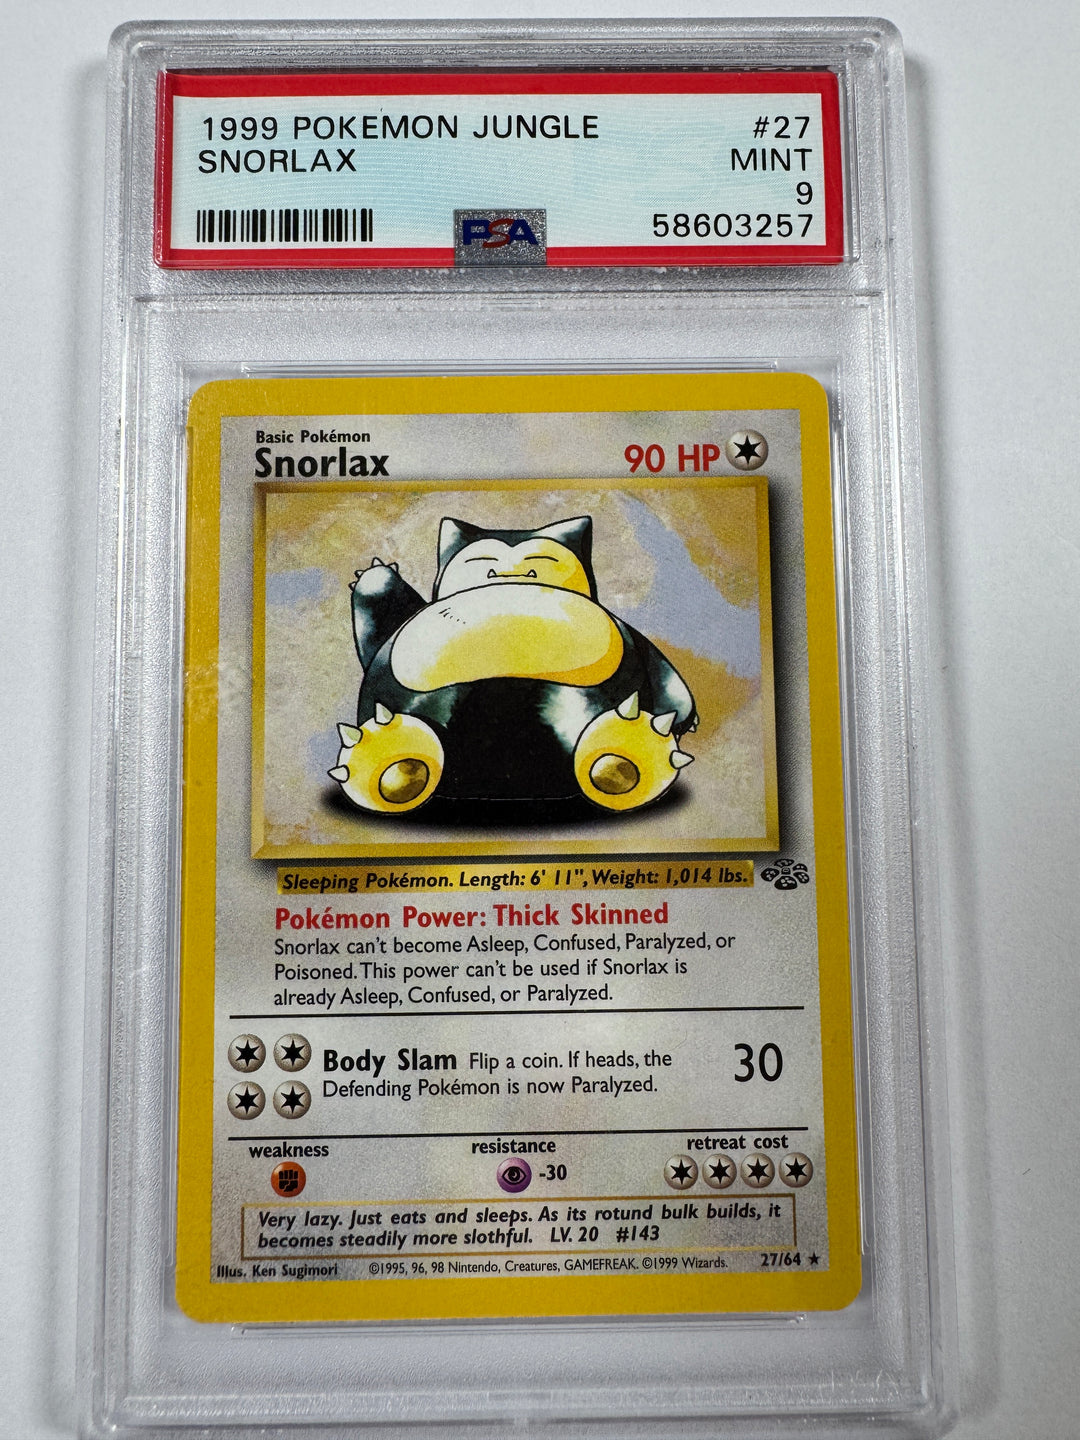 1999 POKEMON JUNGLE #27
SNORLAX MINT
9
58603257
PSA
Basic Pokémon
Snorlax 90 HP
Sleeping Pokémon. Length: 6' 11", Weight: 1,014 lbs.
Pokémon Power: Thick Skinned
Snorlax can't become Asleep, Confused, Paralyzed, or
Poisoned. This power can't be used if Snorlax is
already Asleep, Confused, or Paralyzed.
Body Slam Flip a coin. If heads, the
Defending Pokémon is now Paralyzed.
30
weakness resistance retreat cost
-30
Very lazy. Just eats and sleeps. As its rotund bulk builds, it
becomes steadily more slothful. LV. 20 #143
Illus. Ken Sugimori ©1995, 96, 98 Nintendo, Creatures, GAMEFREAK. ©1999 Wizards. 27/64 ★